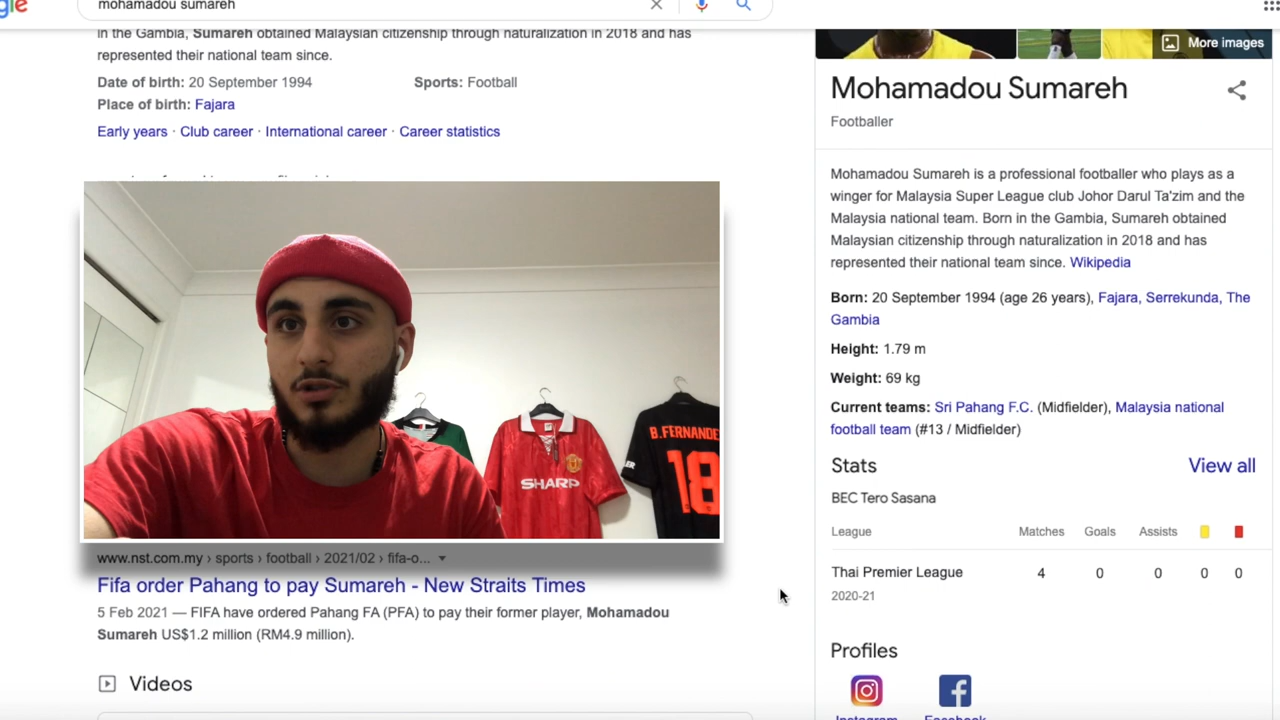 gle
mohamadou sumareh
in the Gambia, Sumareh obtained Malaysian citizenship through naturalization in 2018 and has
represented their national team since.
Date of birth: 20 September 1994
Sports: Football
Place of birth: Fajara
Early years · Club career · International career · Career statistics
B.FERNANDE
18
SHARP
www.nst.com.my › sports › football › 2021/02 › fifa-o...
Fifa order Pahang to pay Sumareh - New Straits Times
5 Feb 2021 — FIFA have ordered Pahang FA (PFA) to pay their former player, Mohamadou
Sumareh US$1.2 million (RM4.9 million).
Videos
More images
Mohamadou Sumareh
Footballer
Mohamadou Sumareh is a professional footballer who plays as a
winger for Malaysia Super League club Johor Darul Ta'zim and the
Malaysia national team. Born in the Gambia, Sumareh obtained
Malaysian citizenship through naturalization in 2018 and has
represented their national team since. Wikipedia
Born: 20 September 1994 (age 26 years), Fajara, Serrekunda, The
Gambia
Height: 1.79 m
Weight: 69 kg
Current teams: Sri Pahang F.C. (Midfielder), Malaysia national
football team (#13 / Midfielder)
Stats
View all
BEC Tero Sasana
League Matches Goals Assists
Thai Premier League 4 0 0 0 0
2020-21
Profiles
Instagram Facebook